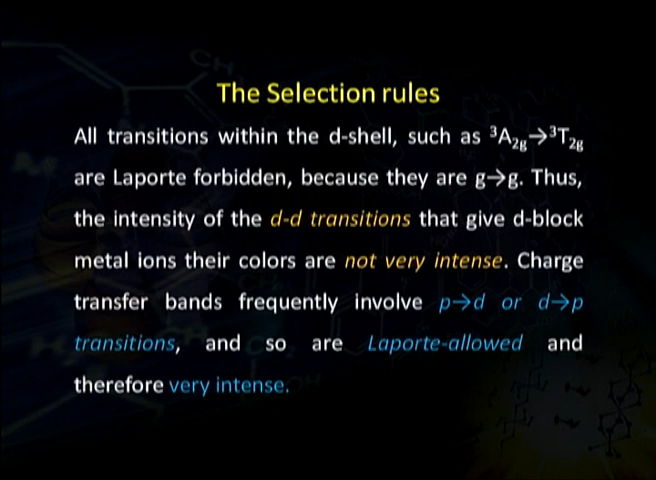 The Selection rules
All transitions within the d-shell, such as ³A₂g→³T₂g
are Laporte forbidden, because they are g→g. Thus,
the intensity of the d-d transitions that give d-block
metal ions their colors are not very intense. Charge
transfer bands frequently involve p→d or d→p
transitions, and so are Laporte-allowed and
therefore very intense.